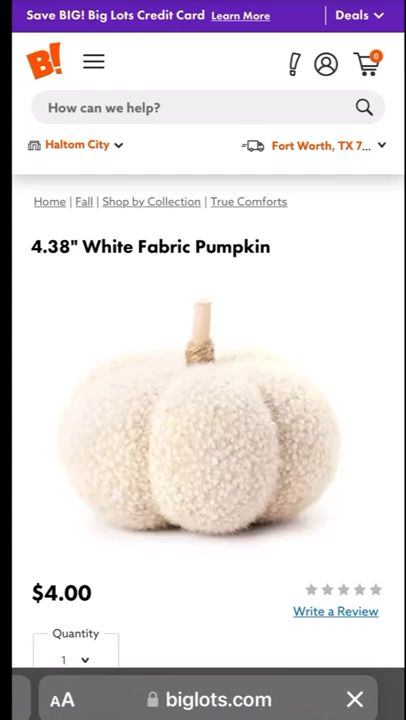 Save BIG! Big Lots Credit Card Learn More Deals
B! 0
How can we help?
Haltom City Fort Worth, TX 7...
Home | Fall | Shop by Collection | True Comforts
4.38" White Fabric Pumpkin
$4.00
Write a Review
Quantity
1
AA biglots.com